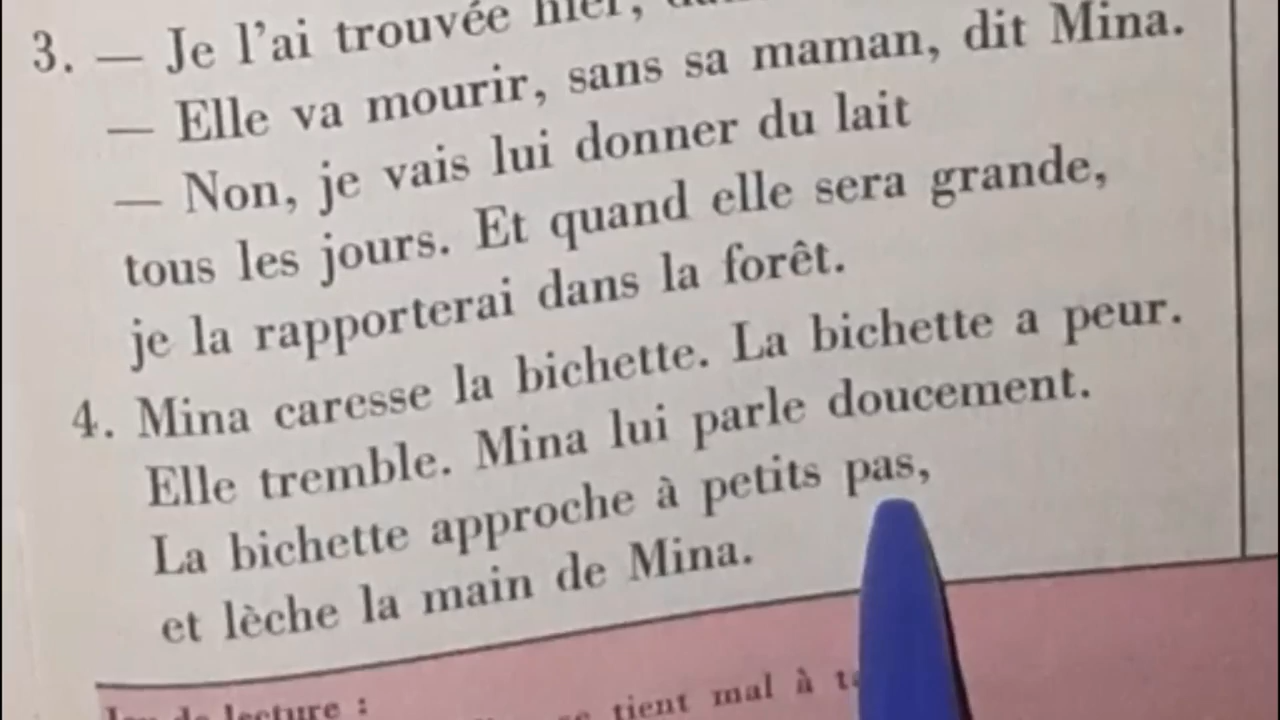 3. — Je l'ai trouvée hier,
— Elle va mourir, sans sa maman, dit Mina.
— Non, je vais lui donner du lait
tous les jours. Et quand elle sera grande,
je la rapporterai dans la forêt.
4. Mina caresse la bichette. La bichette a peur.
Elle tremble. Mina lui parle doucement.
La bichette approche à petits pas,
et lèche la main de Mina.
de lecture :
tient mal à